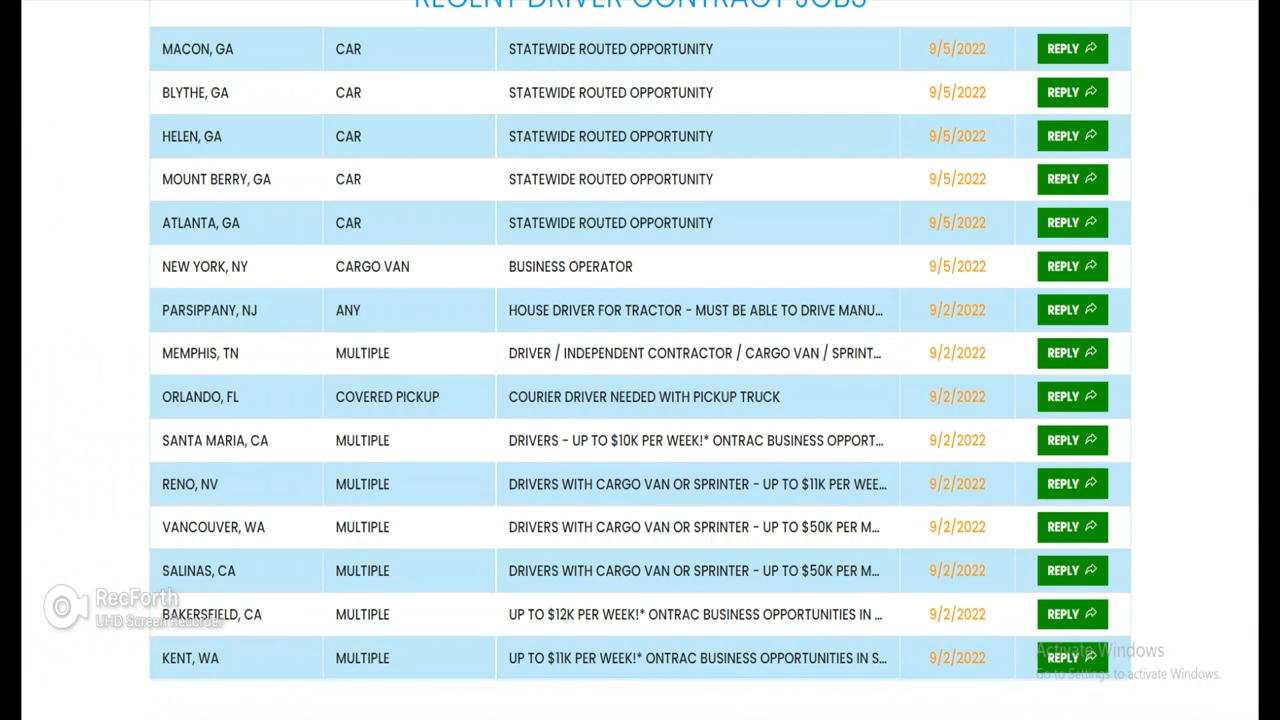 RECENT DRIVER CONTRACT JOBS
MACON, GA CAR STATEWIDE ROUTED OPPORTUNITY 9/5/2022 REPLY
BLYTHE, GA CAR STATEWIDE ROUTED OPPORTUNITY 9/5/2022 REPLY
HELEN, GA CAR STATEWIDE ROUTED OPPORTUNITY 9/5/2022 REPLY
MOUNT BERRY, GA CAR STATEWIDE ROUTED OPPORTUNITY 9/5/2022 REPLY
ATLANTA, GA CAR STATEWIDE ROUTED OPPORTUNITY 9/5/2022 REPLY
NEW YORK, NY CARGO VAN BUSINESS OPERATOR 9/5/2022 REPLY
PARSIPPANY, NJ ANY HOUSE DRIVER FOR TRACTOR - MUST BE ABLE TO DRIVE MANU... 9/2/2022 REPLY
MEMPHIS, TN MULTIPLE DRIVER / INDEPENDENT CONTRACTOR / CARGO VAN / SPRINT... 9/2/2022 REPLY
ORLANDO, FL COVERED PICKUP COURIER DRIVER NEEDED WITH PICKUP TRUCK 9/2/2022 REPLY
SANTA MARIA, CA MULTIPLE DRIVERS - UP TO $10K PER WEEK!* ONTRAC BUSINESS OPPORT... 9/2/2022 REPLY
RENO, NV MULTIPLE DRIVERS WITH CARGO VAN OR SPRINTER - UP TO $11K PER WEE... 9/2/2022 REPLY
VANCOUVER, WA MULTIPLE DRIVERS WITH CARGO VAN OR SPRINTER - UP TO $50K PER M... 9/2/2022 REPLY
SALINAS, CA MULTIPLE DRIVERS WITH CARGO VAN OR SPRINTER - UP TO $50K PER M... 9/2/2022 REPLY
RecForth
BAKERSFIELD, CA MULTIPLE UP TO $12K PER WEEK!* ONTRAC BUSINESS OPPORTUNITIES IN ... 9/2/2022 REPLY
UHD Screen Recorder
KENT, WA MULTIPLE UP TO $11K PER WEEK!* ONTRAC BUSINESS OPPORTUNITIES IN S... 9/2/2022 REPLY
Activate Windows
Go to Settings to activate Windows.